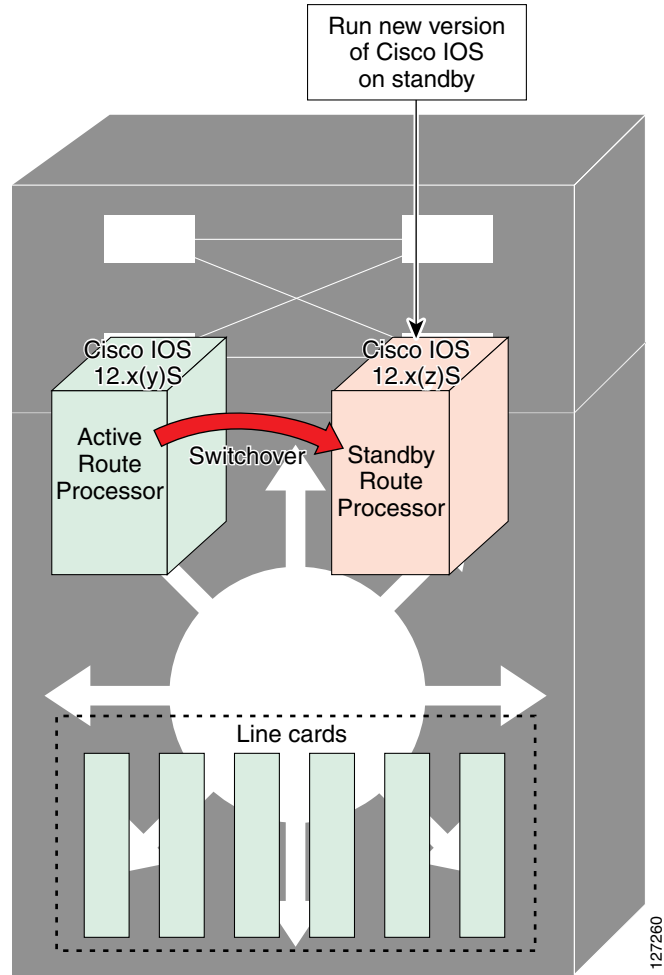 Run new version
of Cisco IOS
on standby
Cisco IOS
12.x(y)S
Cisco IOS
12.x(z)S
Active
Route
Processor
Switchover
Standby
Route
Processor
Line cards
127260